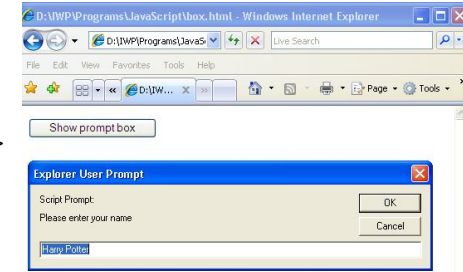 D:\IWP\Programs\JavaScript\box.html - Windows Internet Explorer
D:\IWP\Programs\JavaS
Live Search
File Edit View Favorites Tools Help
D:\IW... Page Tools
Show prompt box
>
Explorer User Prompt
Script Prompt:
OK
Please enter your name
Cancel
Harry Potter